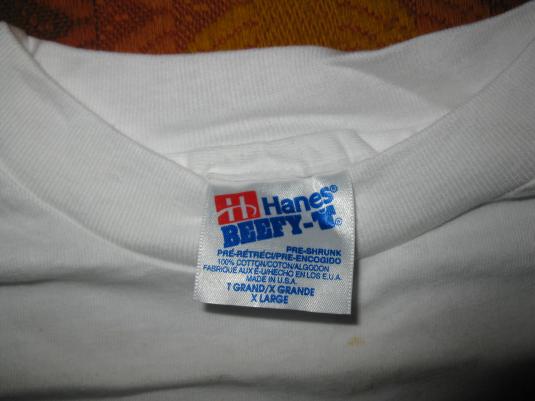 H Hanes®
BEEFY-T®
PRE-SHRUNK
PRÉ-RÉTRÉCI/PRE-ENCOGIDO
100% COTTON/COTON/ALGODON
FABRIQUÉ AUX É-U/HECHO EN LOS E.U.A.
MADE IN U.S.A.
T GRAND/X GRANDE
X LARGE